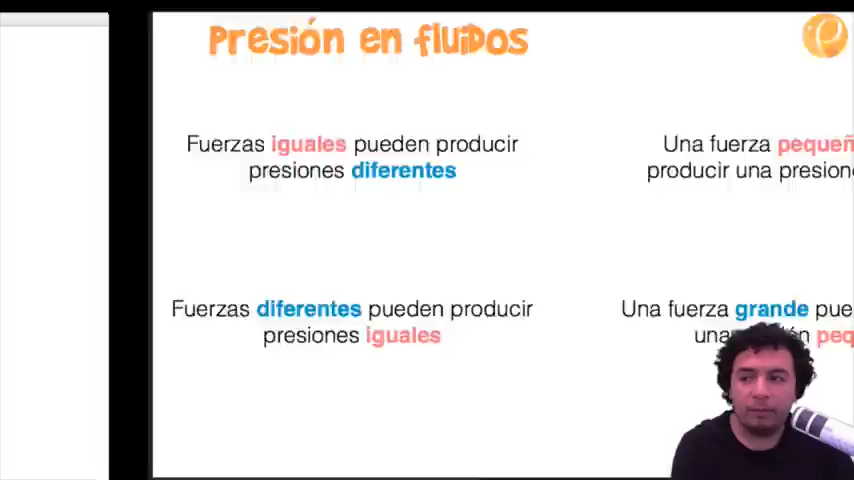 Presión en fluidos
Fuerzas iguales pueden producir
presiones diferentes
Una fuerza
producir una
Fuerzas diferentes pueden producir
presiones iguales
Una fuerza grande